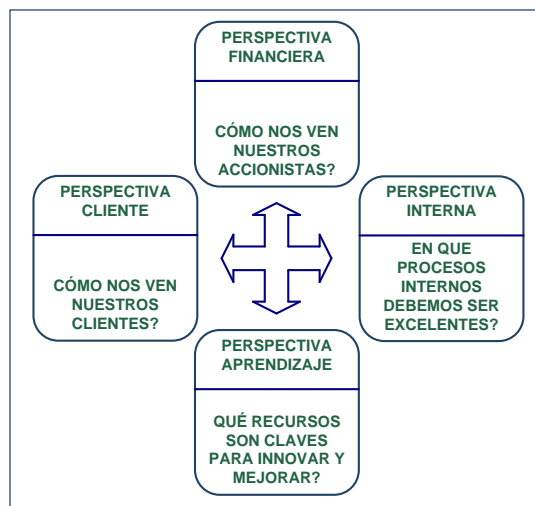 PERSPECTIVA
FINANCIERA
CÓMO NOS VEN
NUESTROS
ACCIONISTAS?
PERSPECTIVA
CLIENTE
CÓMO NOS VEN
NUESTROS
CLIENTES?
PERSPECTIVA
INTERNA
EN QUE
PROCESOS
INTERNOS
DEBEMOS SER
EXCELENTES?
PERSPECTIVA
APRENDIZAJE
QUÉ RECURSOS
SON CLAVES
PARA INNOVAR Y
MEJORAR?